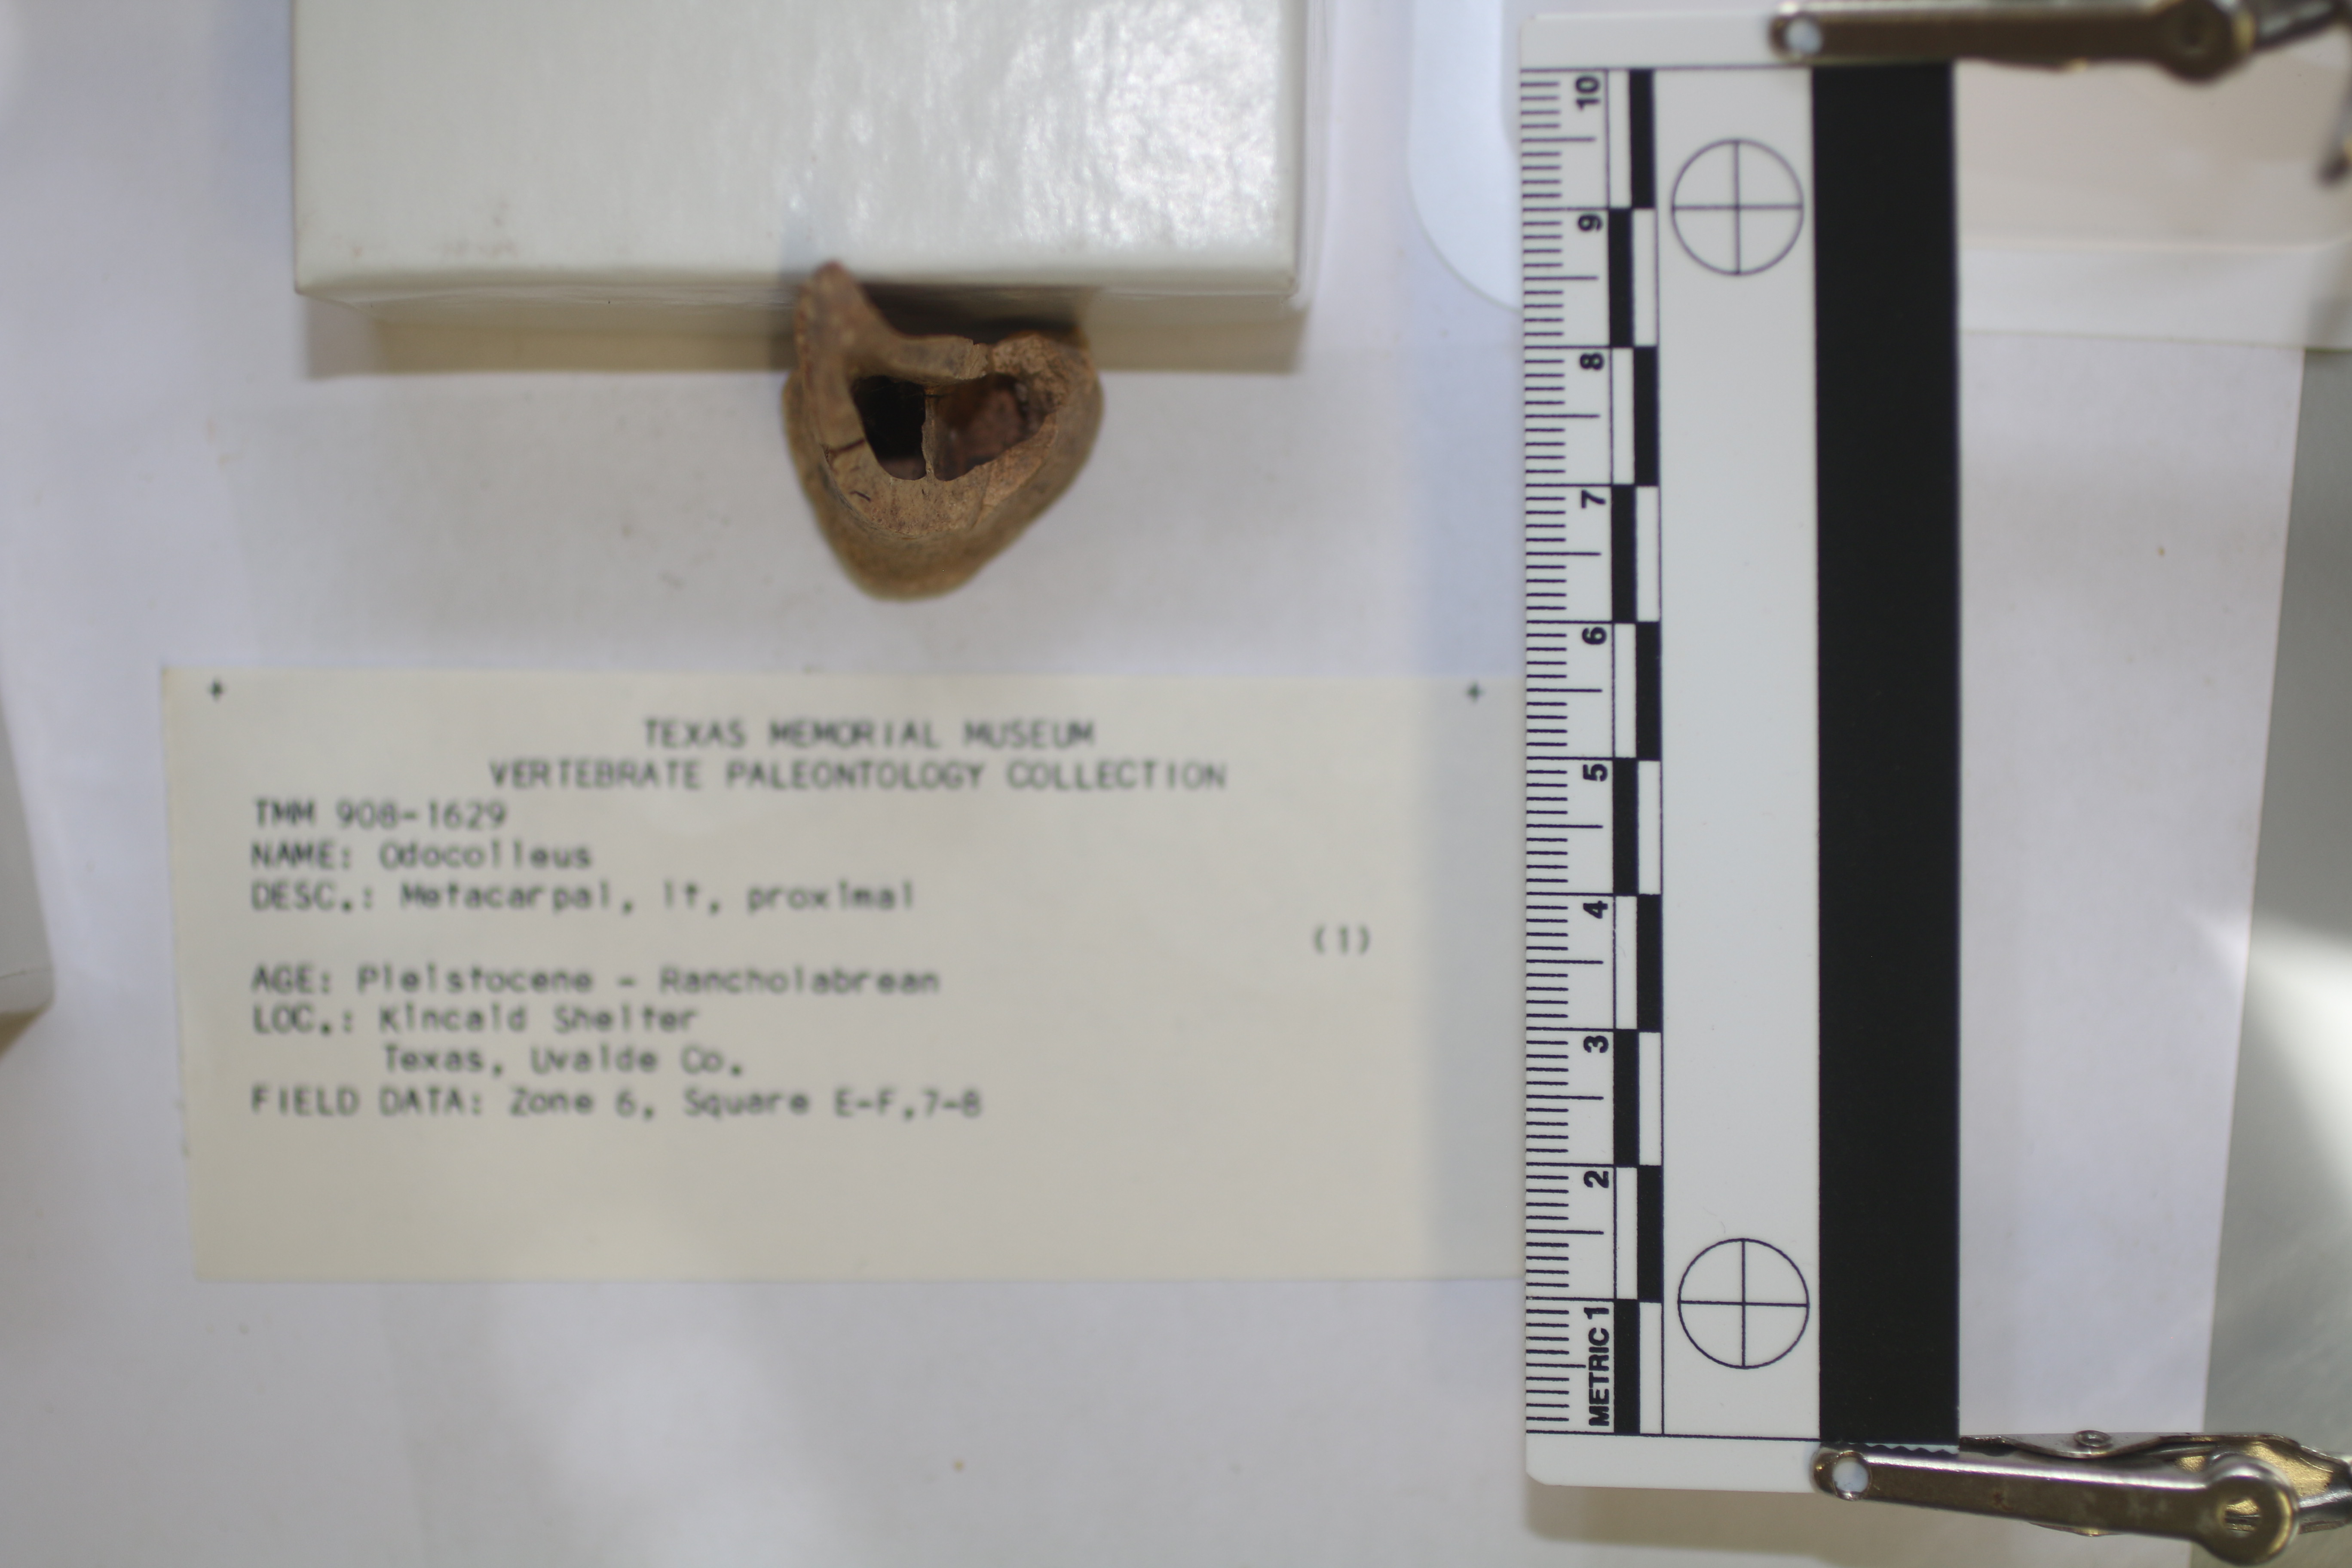 TEXAS MEMORIAL MUSEUM
VERTEBRATE PALEONTOLOGY COLLECTION
TMM 908-1629
NAME: Odocoileus
DESC.: Metacarpal, lt, proximal
(1)
AGE: Pleistocene - Rancholabrean
LOC.: Kincaid Shelter
Texas, Uvalde Co.
FIELD DATA: Zone 6, Square E-F,7-8
METRIC 1 2 3 4 5 6 7 8 9 10